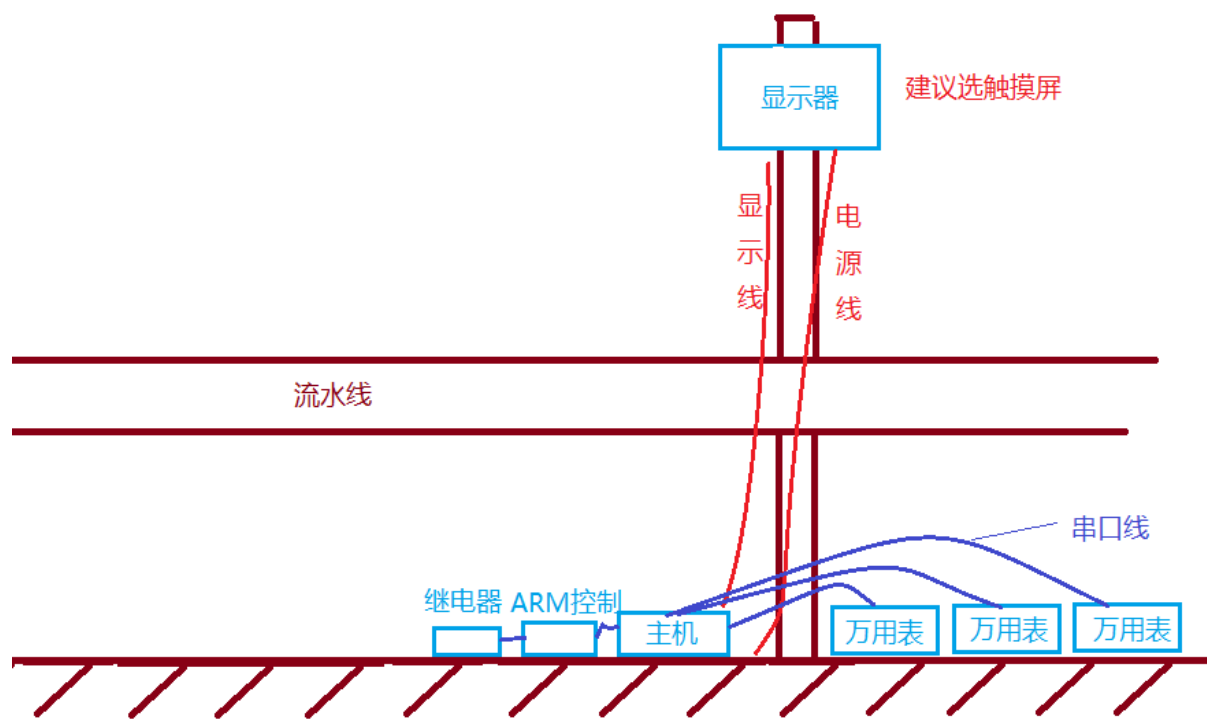 显示器
建议选触摸屏
显示线
电源线
流水线
串口线
继电器
ARM控制
主机
万用表
万用表
万用表